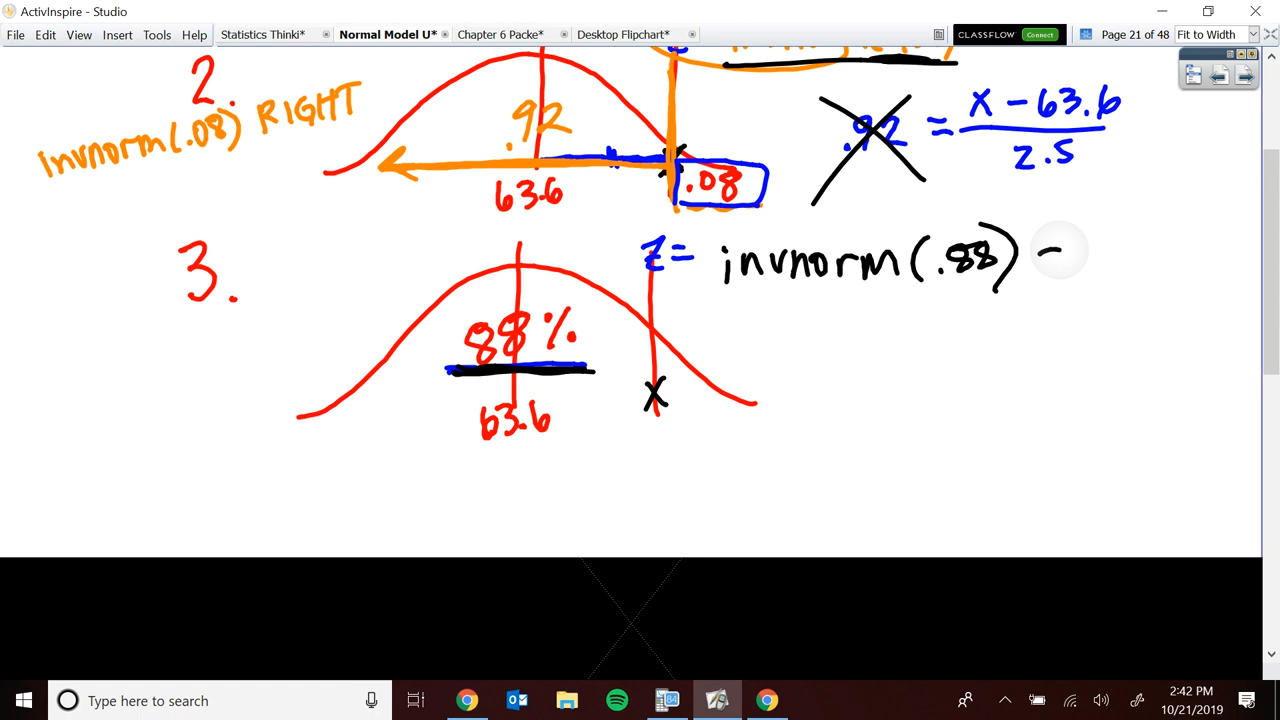 ActivInspire - Studio
File Edit View Insert Tools Help Statistics Thinki* Normal Model U* Chapter 6 Packe* Desktop Flipchart* CLASSFLOW Connect Page 21 of 48 Fit to Width
2.
invnorm(.08) RIGHT
.92
63.6
.08
.92 = x - 63.6
2.5
3.
z = invnorm(.88)
88%
x
63.6
Type here to search
2:42 PM
10/21/2019